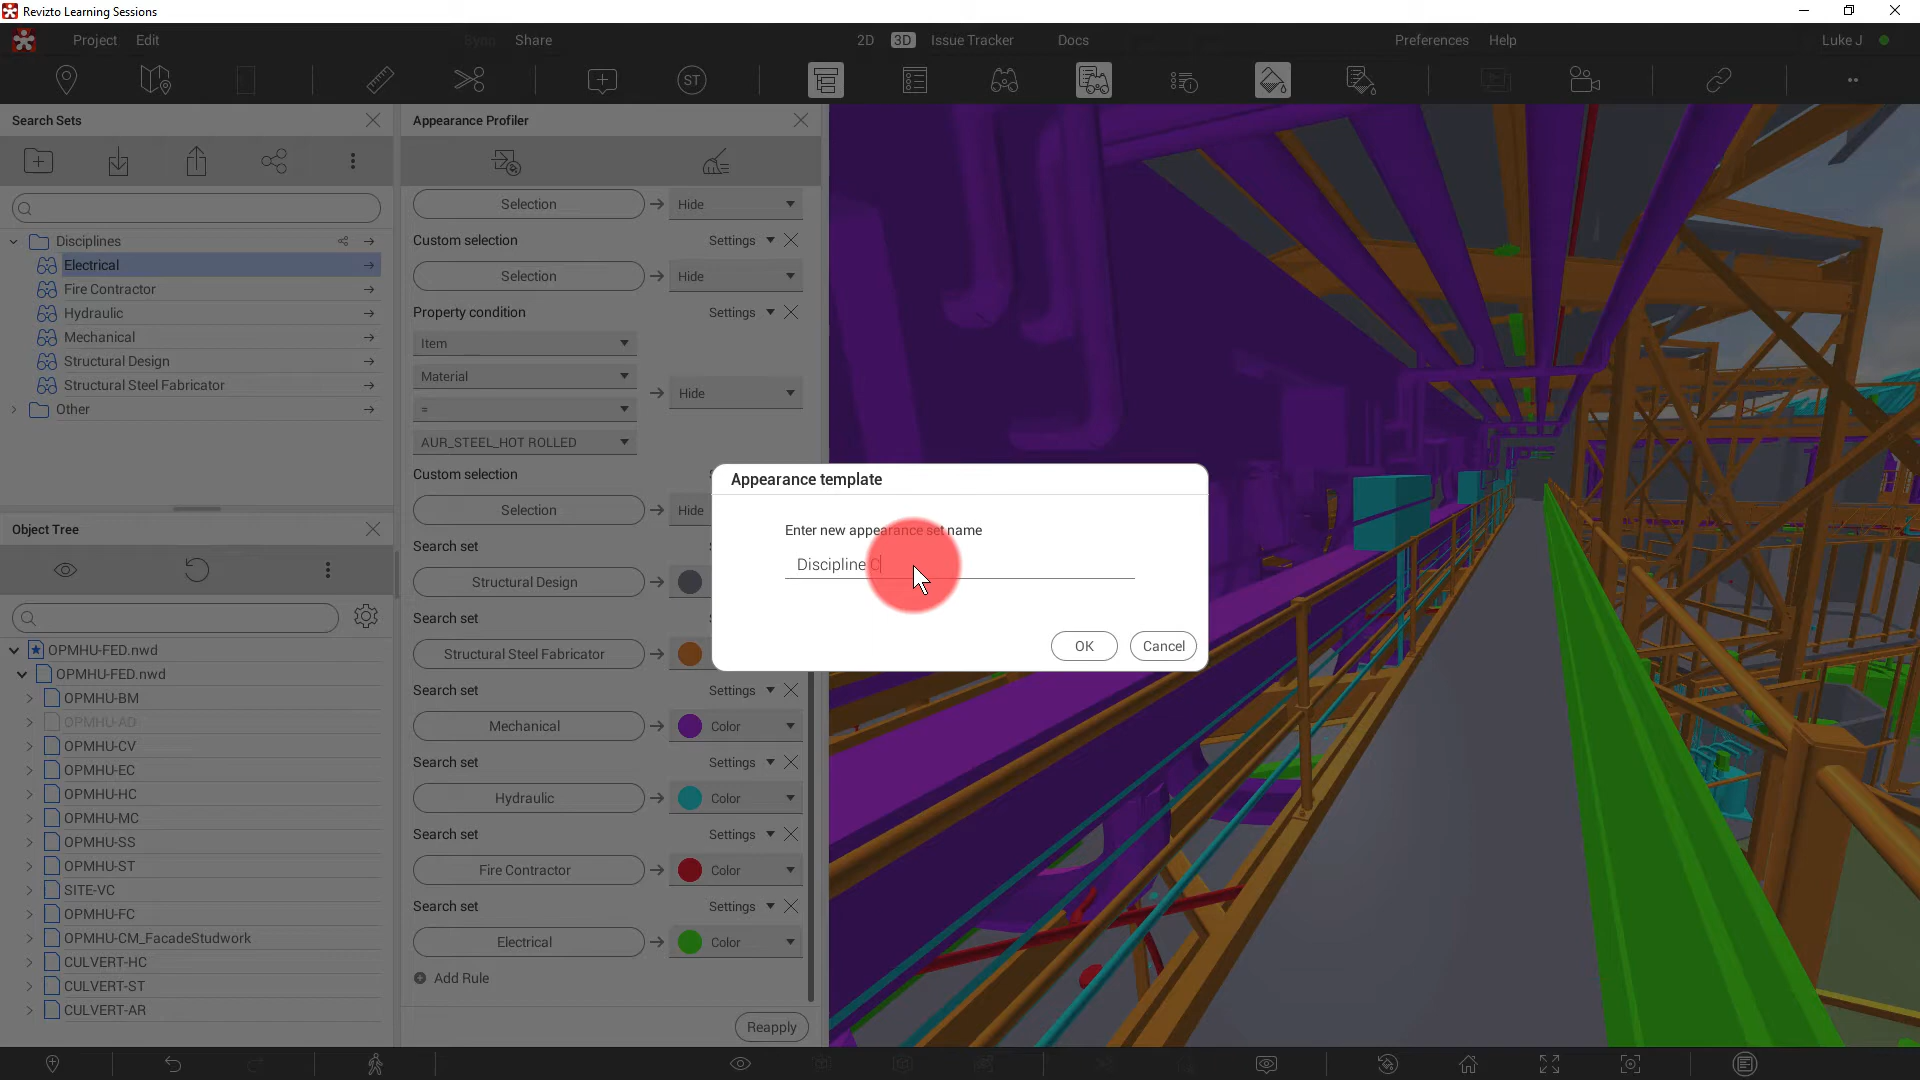 Revizto Learning Sessions
Project Edit Sync Share 2D 3D Issue Tracker Docs Preferences Help Luke J
ST
Search Sets
Disciplines
Electrical
Fire Contractor
Hydraulic
Mechanical
Structural Design
Structural Steel Fabricator
Other
Object Tree
OPMHU-FED.nwd
OPMHU-FED.nwd
OPMHU-BM
OPMHU-AD
OPMHU-CV
OPMHU-EC
OPMHU-HC
OPMHU-MC
OPMHU-SS
OPMHU-ST
SITE-VC
OPMHU-FC
OPMHU-CM_FacadeStudwork
CULVERT-HC
CULVERT-ST
CULVERT-AR
Appearance Profiler
Selection Hide
Custom selection Settings
Selection Hide
Property condition Settings
Item
Material
Hide
=
AUR_STEEL_HOT ROLLED
Custom selection
Selection Hide
Search set
Structural Design
Search set
Structural Steel Fabricator
Search set Settings
Mechanical Color
Search set Settings
Hydraulic Color
Search set Settings
Fire Contractor Color
Search set Settings
Electrical Color
Add Rule
Reapply
Appearance template
Enter new appearance set name
Discipline C
OK Cancel